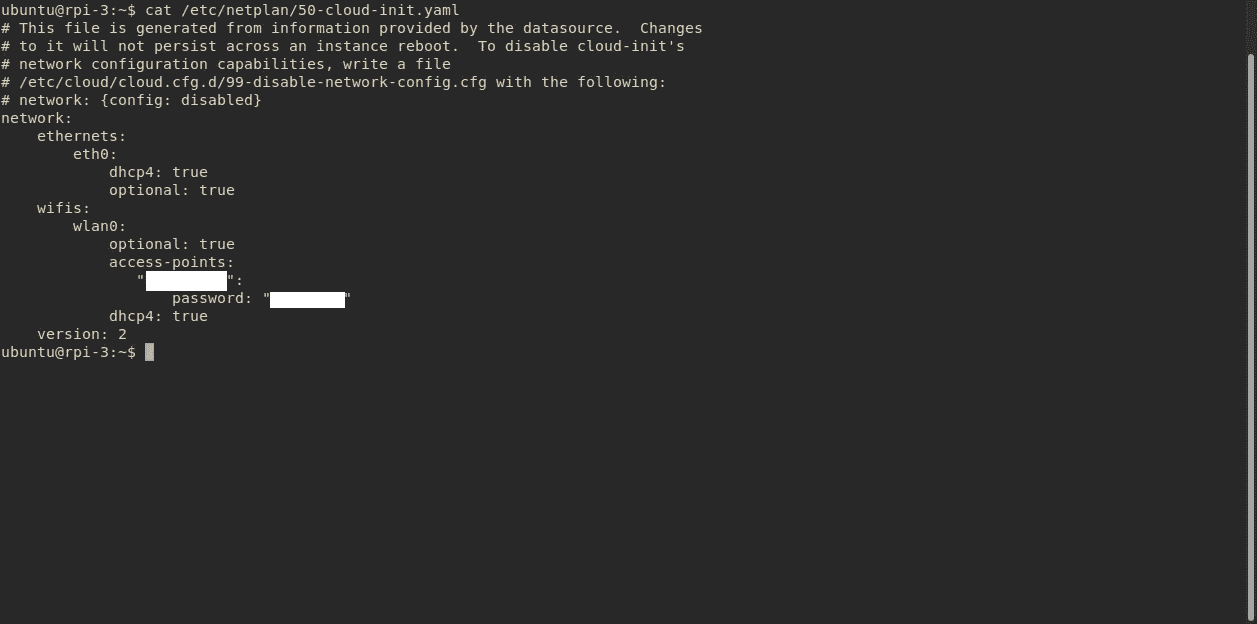 ubuntu@rpi-3:~$ cat /etc/netplan/50-cloud-init.yaml
# This file is generated from information provided by the datasource.  Changes
# to it will not persist across an instance reboot.  To disable cloud-init's
# network configuration capabilities, write a file
# /etc/cloud/cloud.cfg.d/99-disable-network-config.cfg with the following:
# network: {config: disabled}
network:
    ethernets:
        eth0:
            dhcp4: true
            optional: true
    wifis:
        wlan0:
            optional: true
            access-points:
               "":
                   password: ""
            dhcp4: true
    version: 2
ubuntu@rpi-3:~$